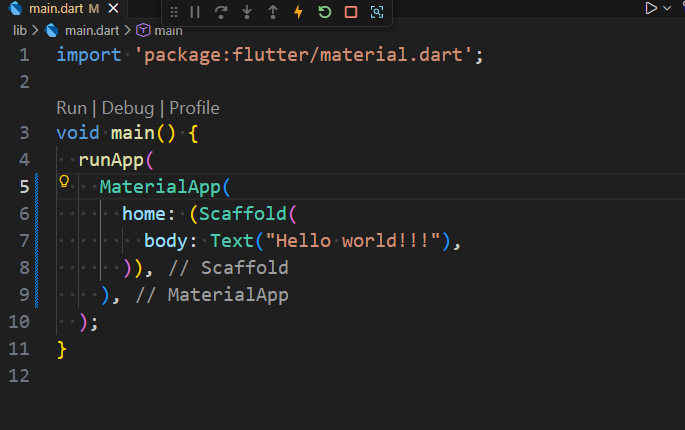 main.dart M
lib > main.dart > main
1 import 'package:flutter/material.dart';
2
Run | Debug | Profile
3 void main() {
4   runApp(
5     MaterialApp(
6       home: (Scaffold(
7         body: Text("Hello world!!!"),
8       )), // Scaffold
9     ), // MaterialApp
10   );
11 }
12